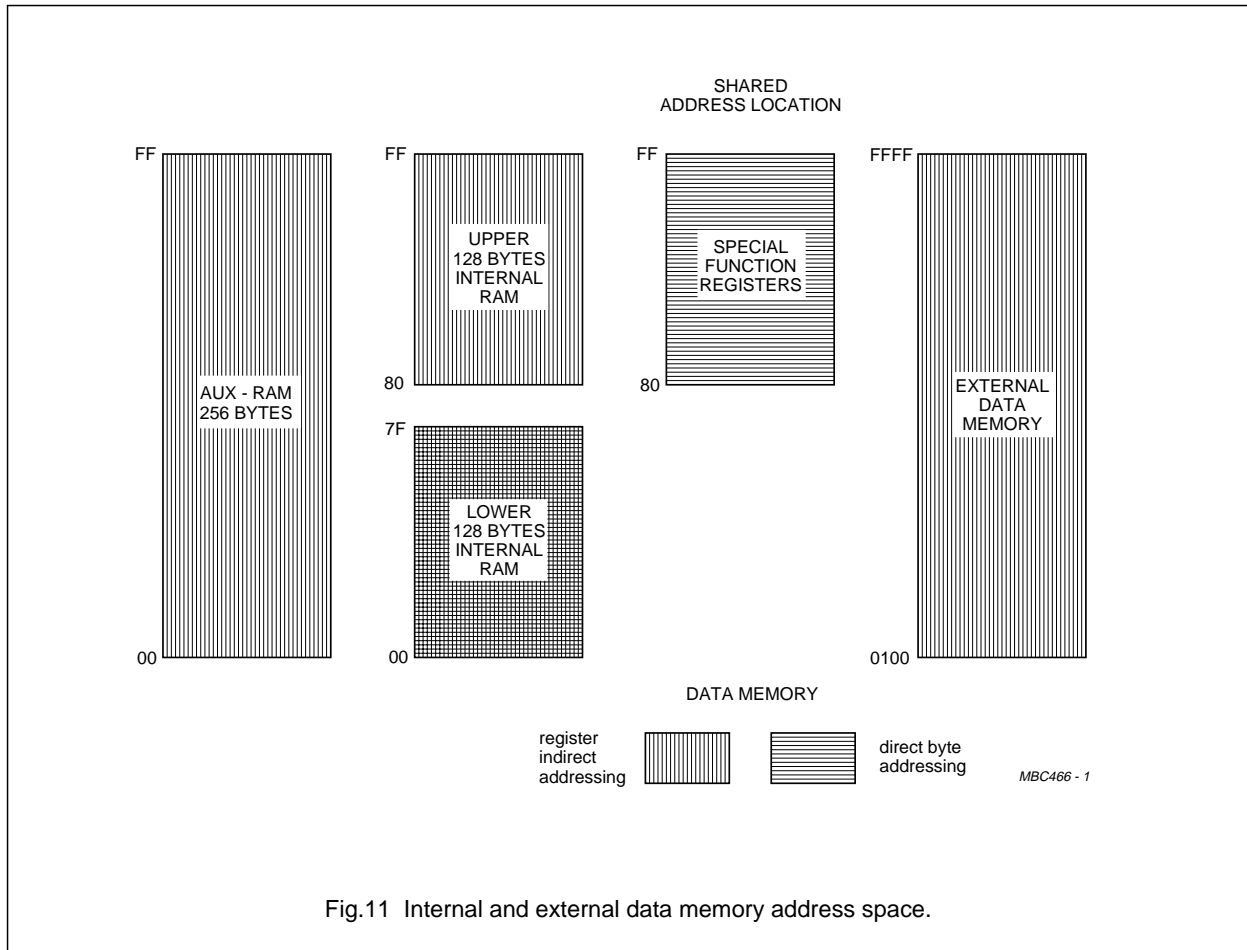 SHARED
ADDRESS LOCATION
FF
FF
FF
FFFF
UPPER
128 BYTES
INTERNAL
RAM
SPECIAL
FUNCTION
REGISTERS
80
80
AUX - RAM
256 BYTES
EXTERNAL
DATA
MEMORY
7F
LOWER
128 BYTES
INTERNAL
RAM
00
00
0100
DATA MEMORY
register
indirect
addressing
direct byte
addressing
MBC466 - 1
Fig.11 Internal and external data memory address space.